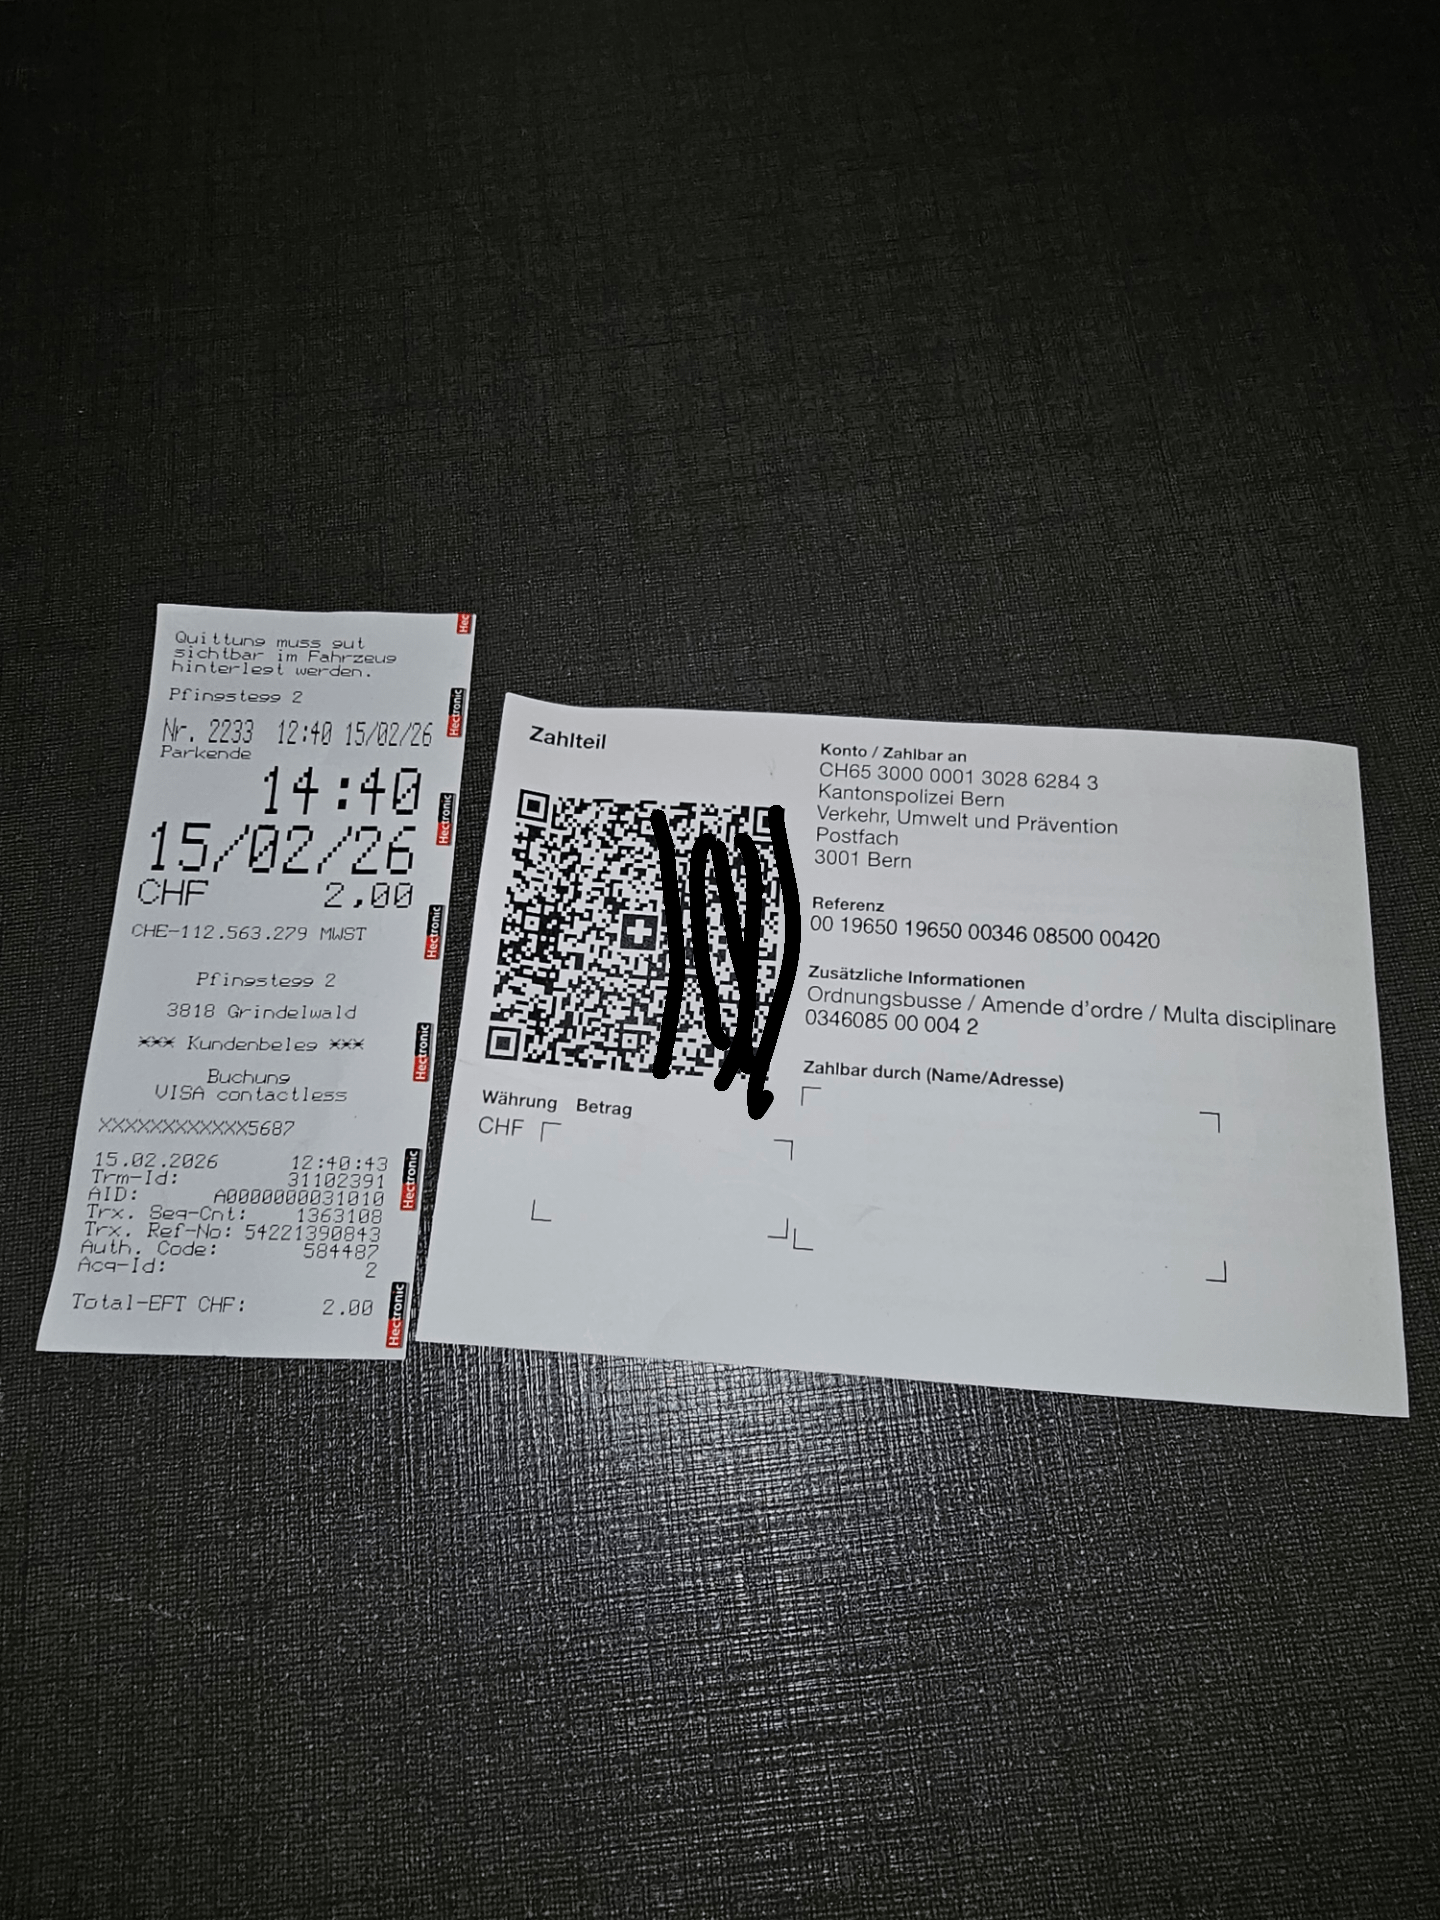 Quittung muss gut
sichtbar im Fahrzeug
hinterlegt werden.
Pfingstegg 2
Nr. 2233 12:40 15/02/26
Parkende
14:40
15/02/26
CHF 2,00
CHE-112.563.279 MWST
Pfingstegg 2
3818 Grindelwald
*** Kundenbeleg ***
Buchung
VISA contactless
XXXXXXXXXXXX5687
15.02.2026 12:40:43
Trm-Id: 31102391
AID: A0000000031010
Trx. Seq-Cnt: 1363108
Trx. Ref-No: 54221390843
Auth. Code: 584487
Acq-Id: 2
Total-EFT CHF: 2.00
Hec
Hectronic
Hectronic
Hectronic
Hectronic
Hectronic
Hectronic
Zahlteil
Währung Betrag
CHF
Konto / Zahlbar an
CH65 3000 0001 3028 6284 3
Kantonspolizei Bern
Verkehr, Umwelt und Prävention
Postfach
3001 Bern
Referenz
00 19650 19650 00346 08500 00420
Zusätzliche Informationen
Ordnungsbusse / Amende d'ordre / Multa disciplinare
0346085 00 004 2
Zahlbar durch (Name/Adresse)